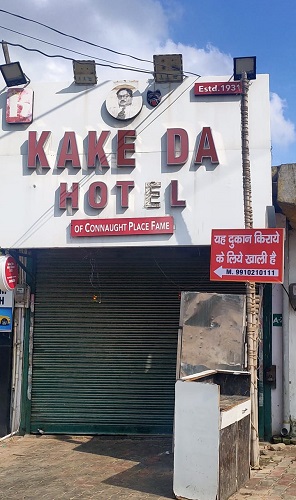 Estd.1931
KAKE DA
HOTEL
OF CONNAUGHT PLACE FAME
यह दुकान किराये
के लिये खाली है
M. 9910210111